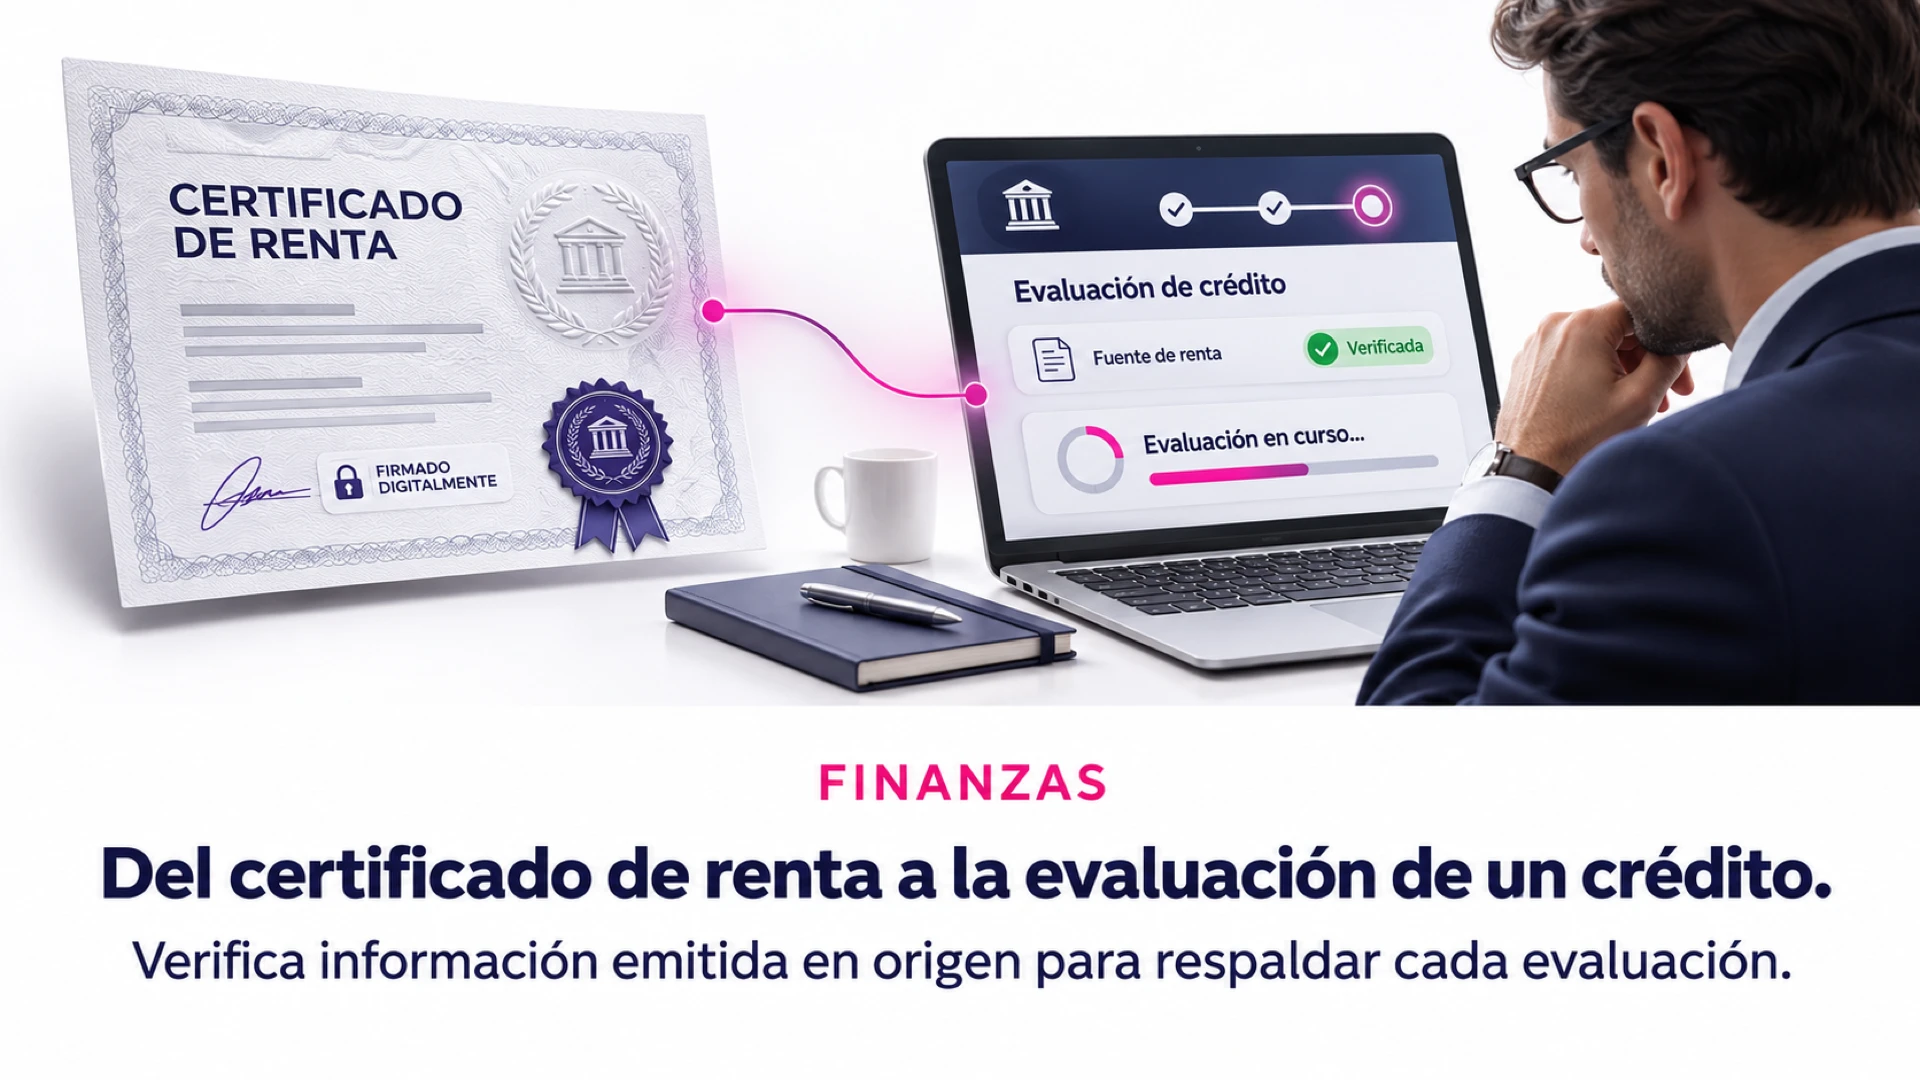 CERTIFICADO
DE RENTA
FIRMADO
DIGITALMENTE
Evaluación de crédito
Fuente de renta
Verificada
Evaluación en curso...
FINANZAS
Del certificado de renta a la evaluación de un crédito.
Verifica información emitida en origen para respaldar cada evaluación.